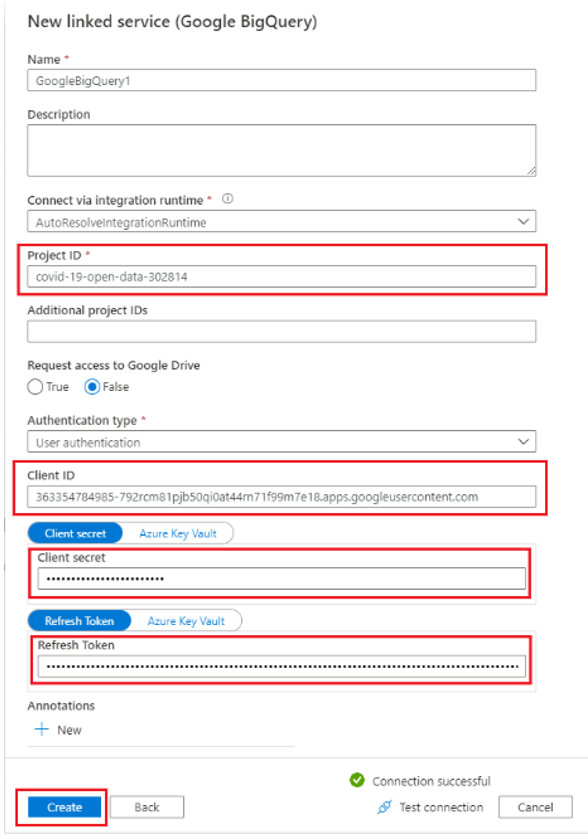 New linked service (Google BigQuery)
Name *
GoogleBigQuery1
Description
Connect via integration runtime *
AutoResolveIntegrationRuntime
Project ID *
covid-19-open-data-302814
Additional project IDs
Request access to Google Drive
True False
Authentication type *
User authentication
Client ID
363354784985-792rcm81pjb50qi0at44rn71f99m7e18.apps.googleusercontent.com
Client secret Azure Key Vault
Client secret
Refresh Token Azure Key Vault
Refresh Token
Annotations
New
Connection successful
Create Back Test connection Cancel